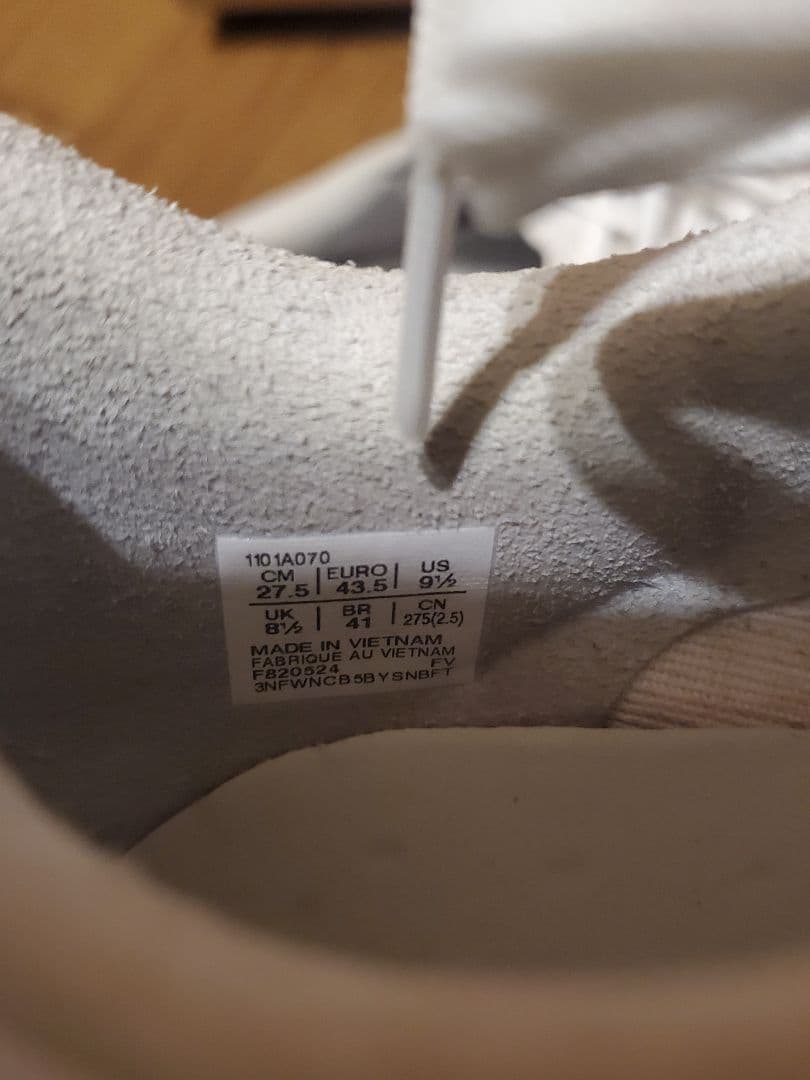 1101A070
CM EURO US
27.5 43.5 9½
UK BR CN
8½ 41 275(2.5)
MADE IN VIETNAM
FABRIQUE AU VIETNAM
F820524 FV
3NFWNCB5BYSNBFT